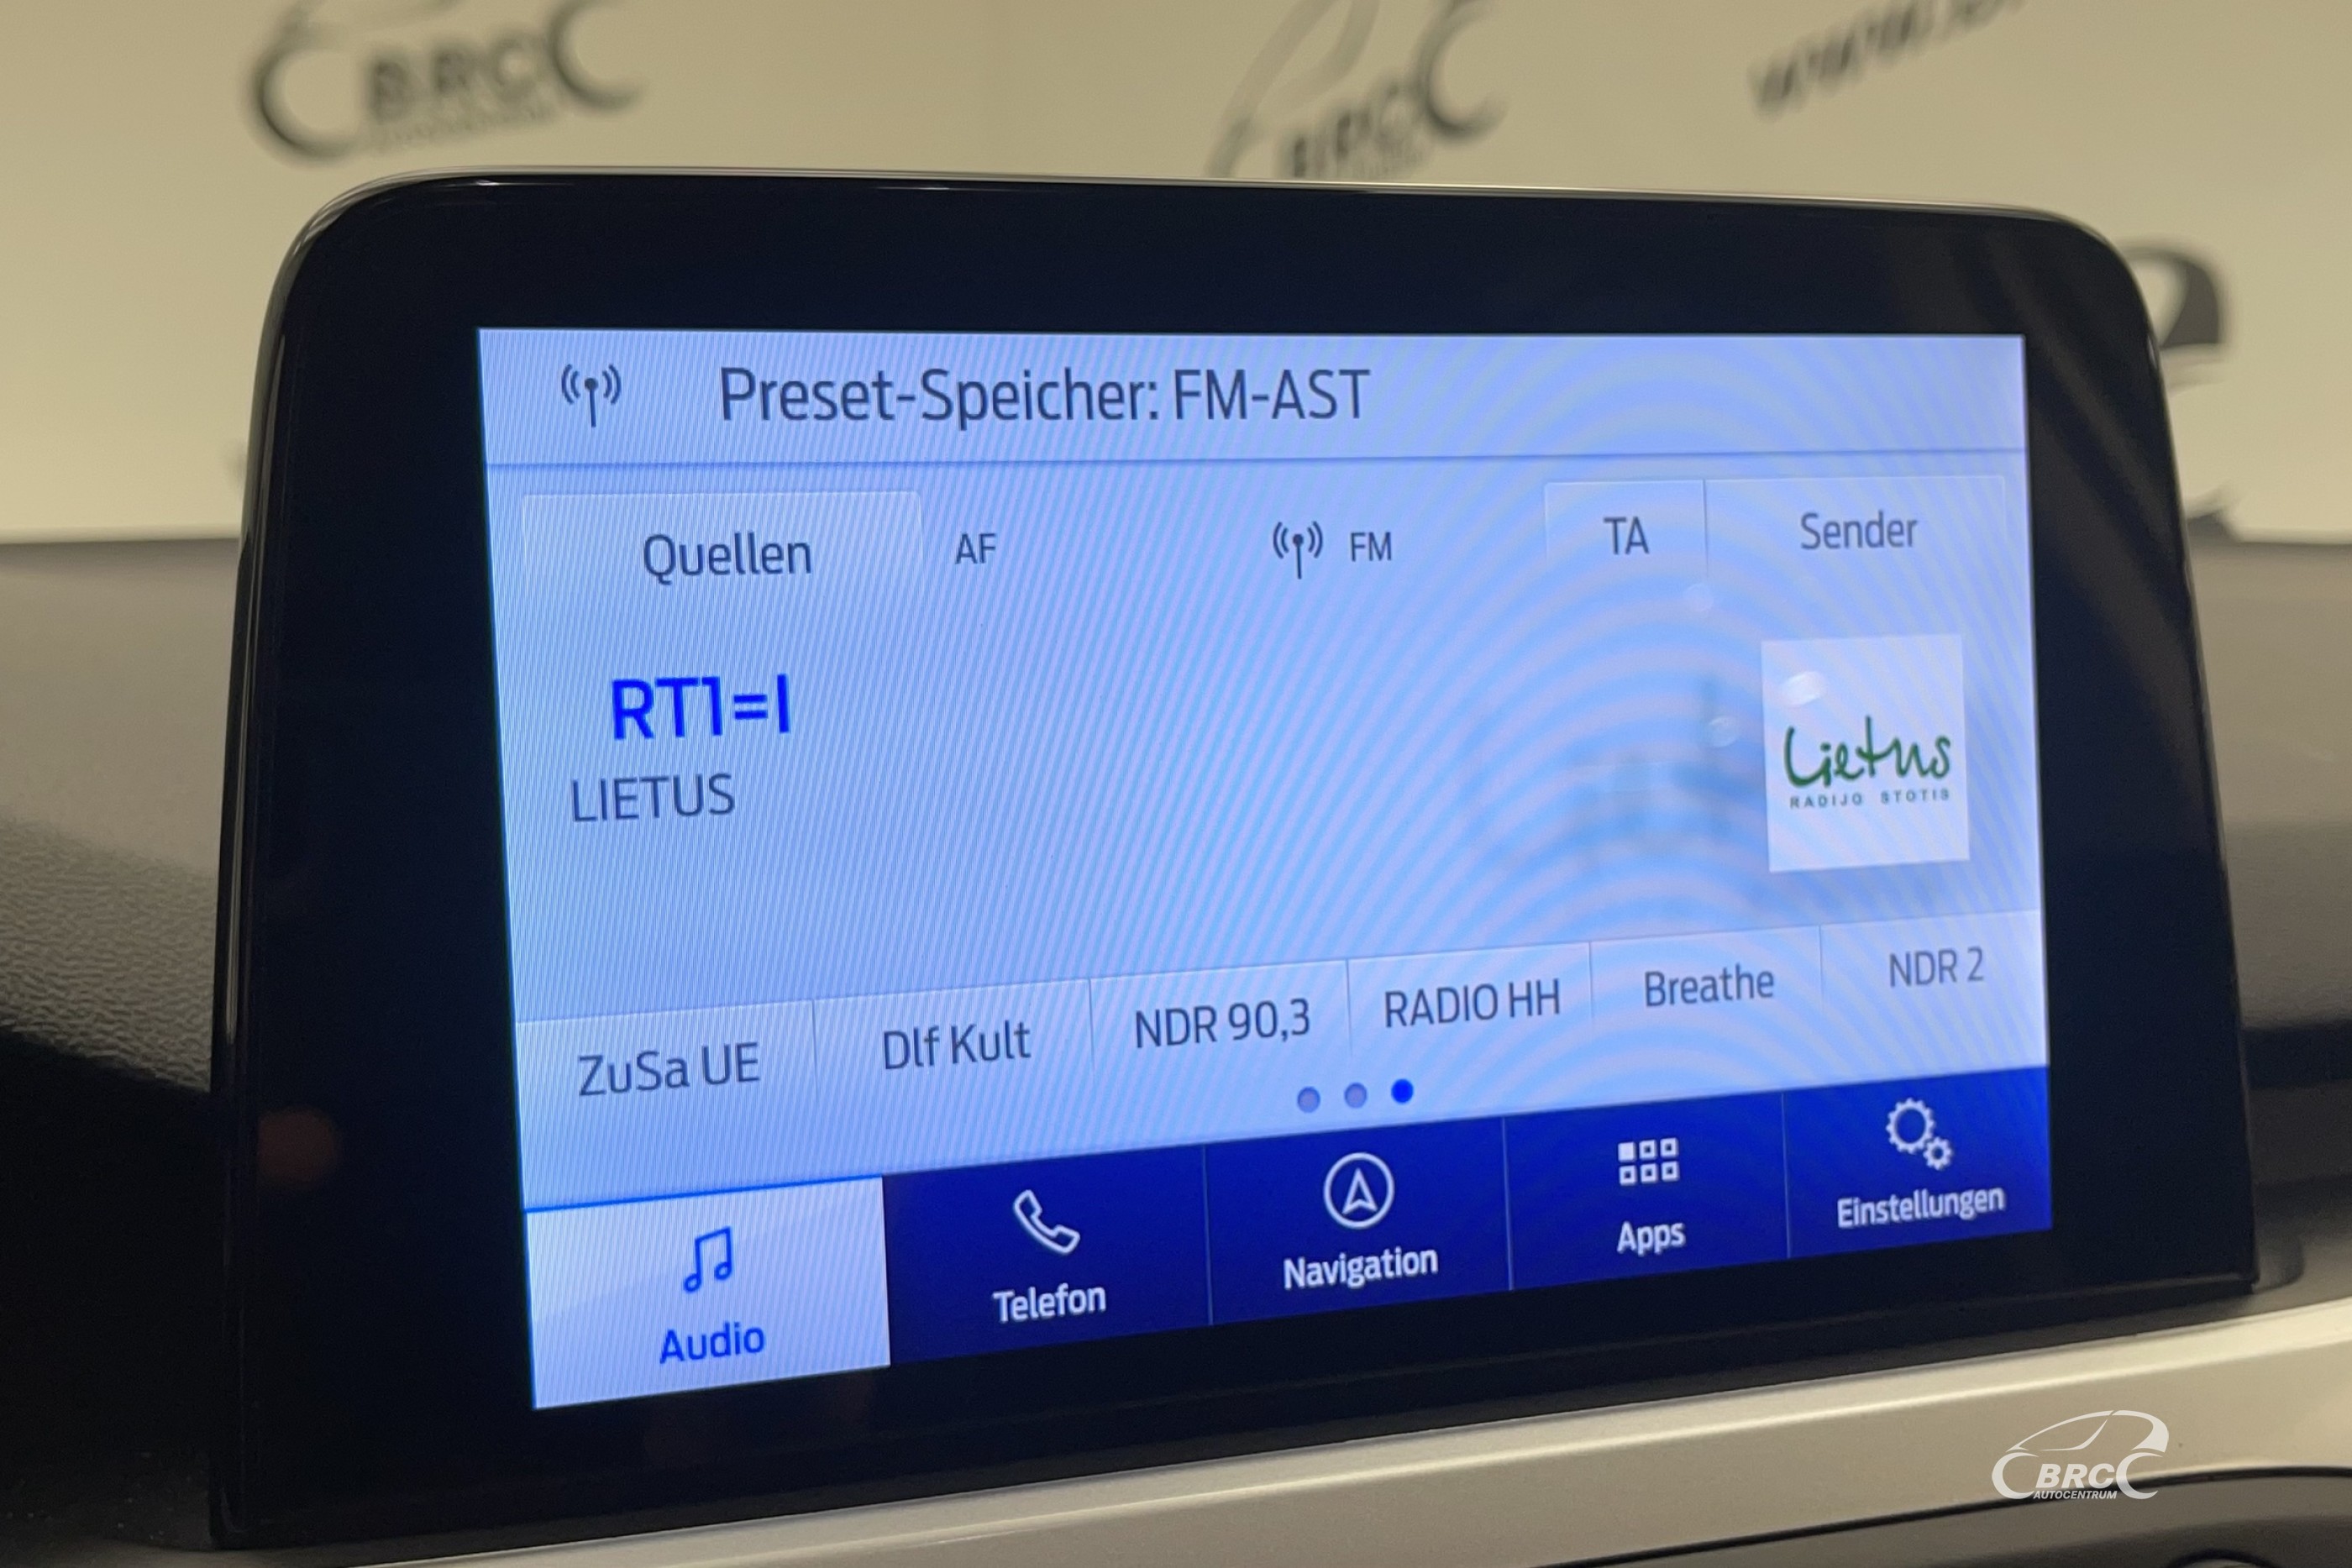 BRC
BRC
Preset-Speicher: FM-AST
Quellen
AF
FM
TA
Sender
RT1=I
LIETUS
Lietus
RADIJO STOTIS
ZuSa UE
Dlf Kult
NDR 90,3
RADIO HH
Breathe
NDR 2
Audio
Telefon
Navigation
Apps
Einstellungen
BRC
AUTOCENTRUM